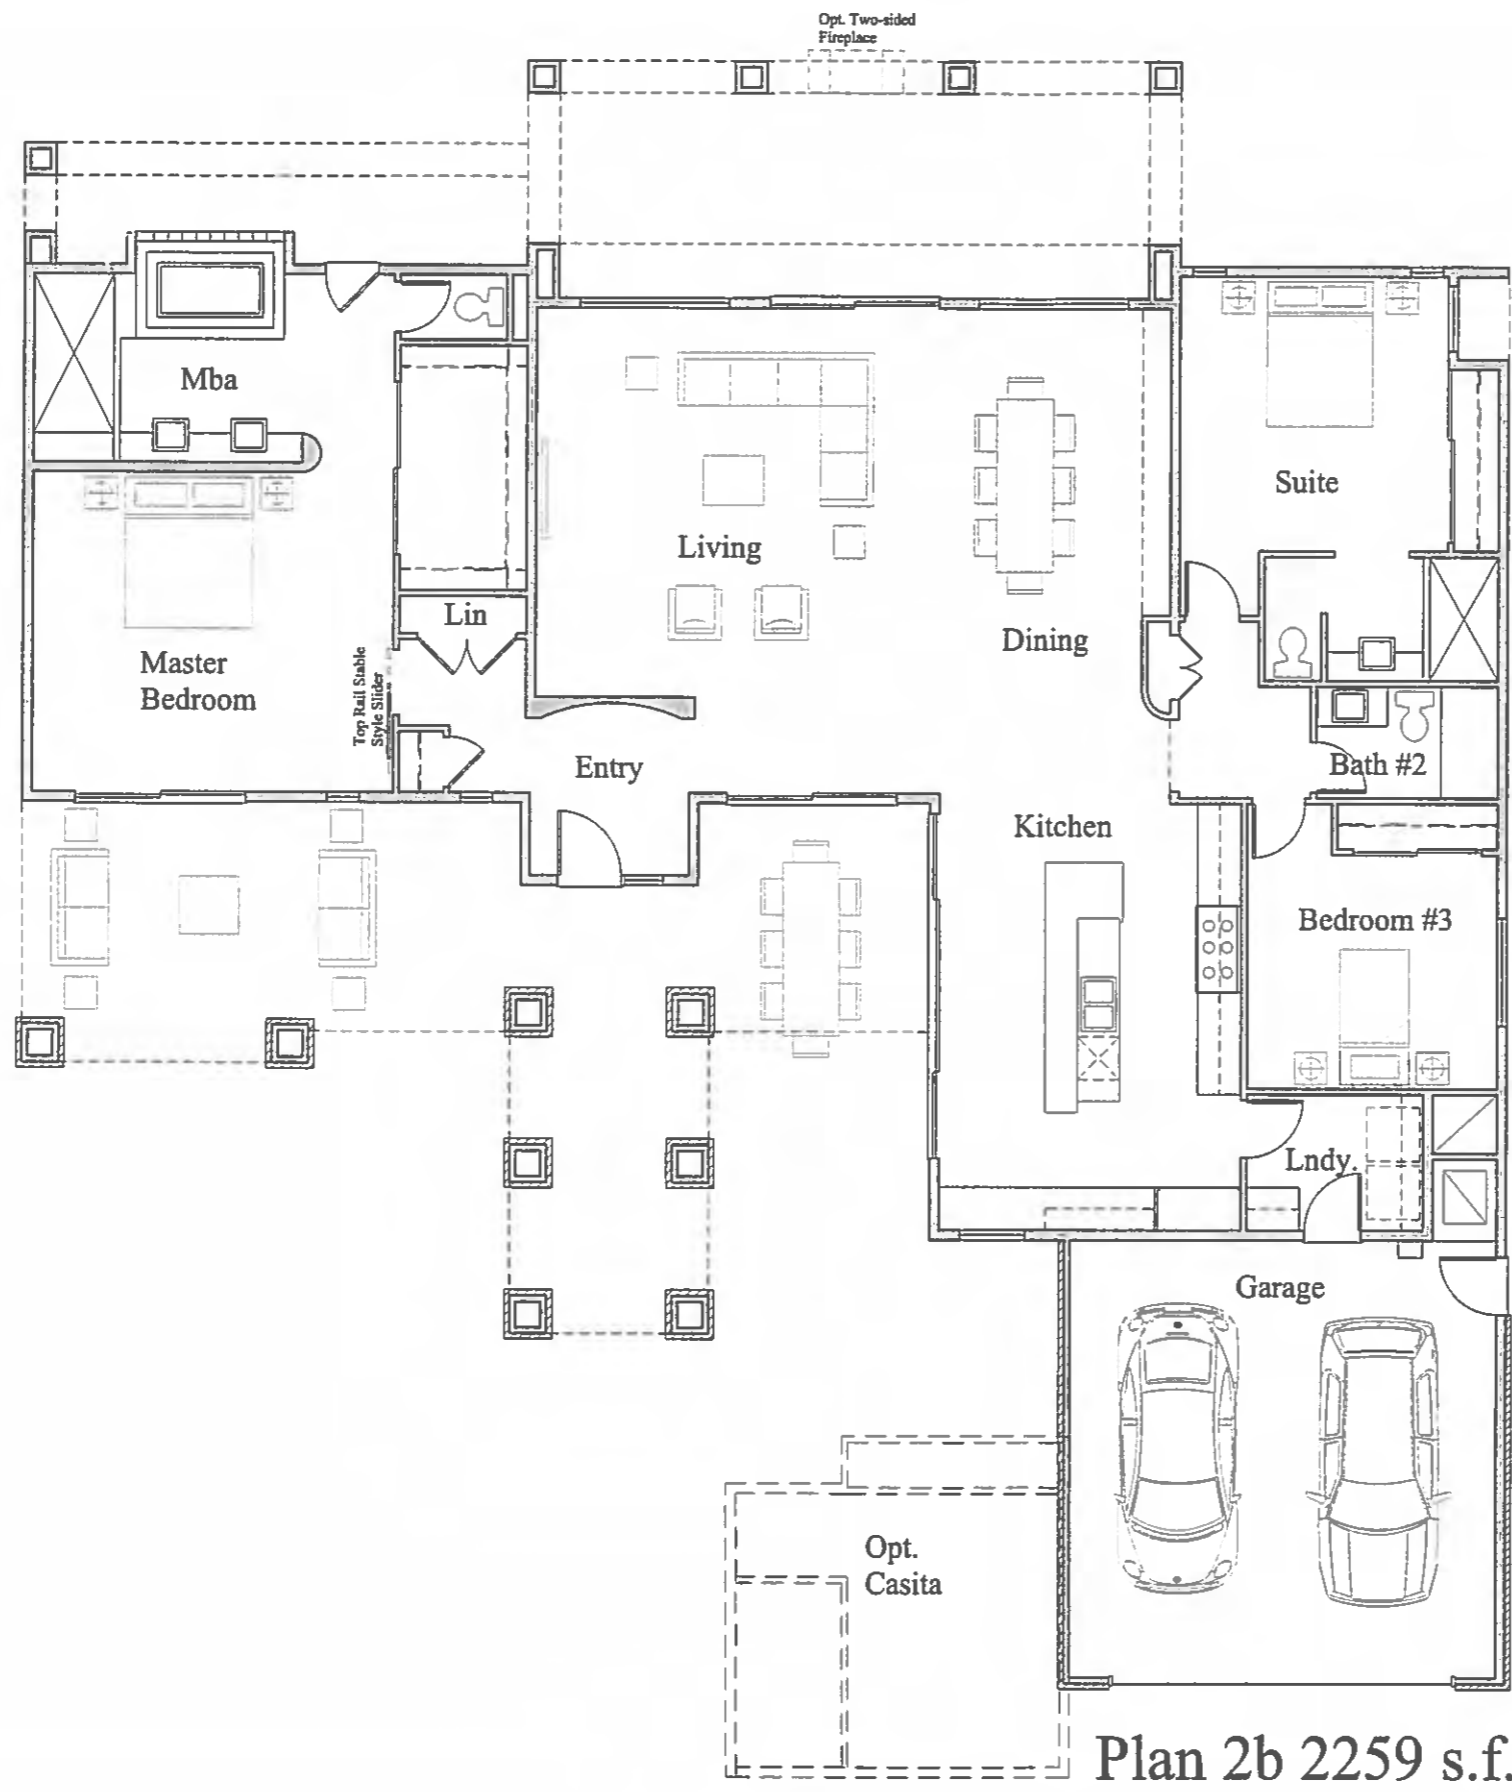 Opt. Two-sided
Fireplace
Mba
Suite
Living
Lin
Dining
Master
Bedroom
Top Rail Stable
Style Slider
Entry
Bath #2
Kitchen
Bedroom #3
Lndy.
Garage
Opt.
Casita
Plan 2b 2259 s.f.